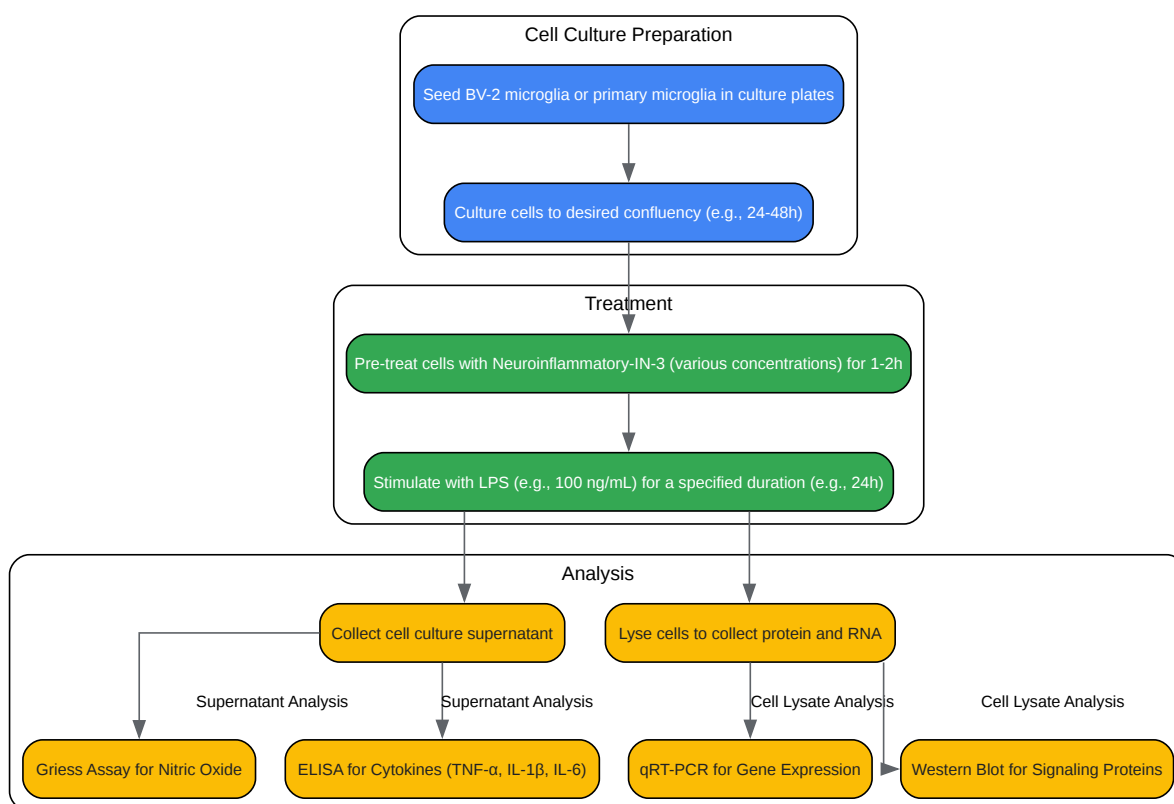 Cell Culture Preparation
Seed BV-2 microglia or primary microglia in culture plates
Culture cells to desired confluency (e.g., 24-48h)
Treatment
Pre-treat cells with Neuroinflammatory-IN-3 (various concentrations) for 1-2h
Stimulate with LPS (e.g., 100 ng/mL) for a specified duration (e.g., 24h)
Analysis
Collect cell culture supernatant
Lyse cells to collect protein and RNA
Supernatant Analysis
Supernatant Analysis
Cell Lysate Analysis
Cell Lysate Analysis
Griess Assay for Nitric Oxide
ELISA for Cytokines (TNF-α, IL-1β, IL-6)
qRT-PCR for Gene Expression
Western Blot for Signaling Proteins